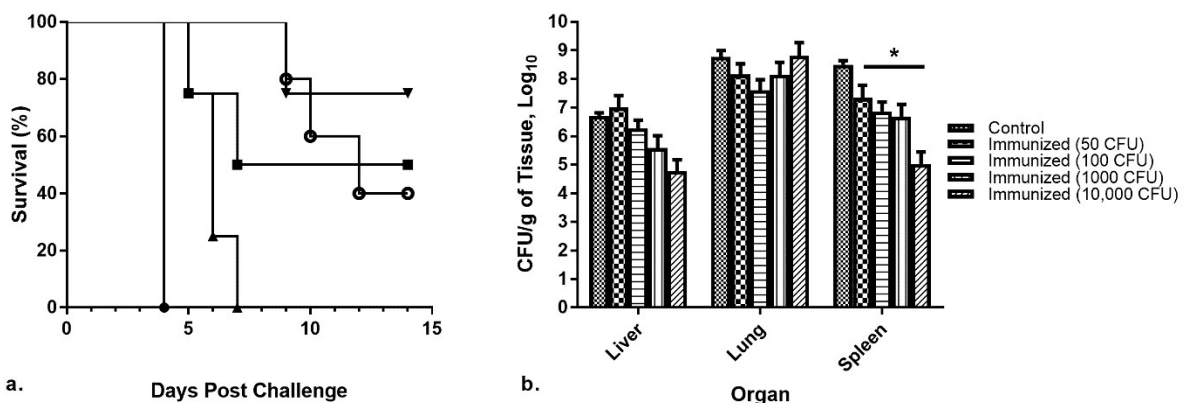 100
80
60
40
20
0
Survival (%)
0 5 10 15
Days Post Challenge
a.
10
9
8
7
6
5
4
3
2
1
0
CFU/g of Tissue, Log10
*
Liver Lung Spleen
Organ
b.
Control
Immunized (50 CFU)
Immunized (100 CFU)
Immunized (1000 CFU)
Immunized (10,000 CFU)